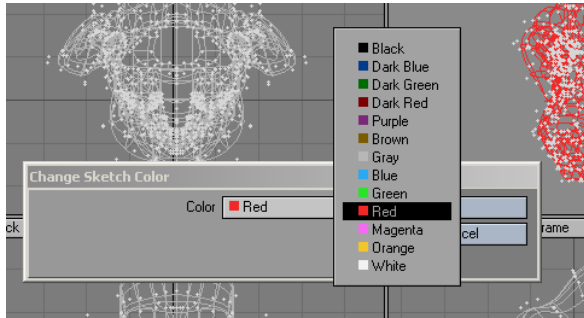 Black
Dark Blue
Dark Green
Dark Red
Purple
Brown
Gray
Blue
Green
Red
Magenta
Orange
White
Change Sketch Color
Color Red
ck
cel
rame